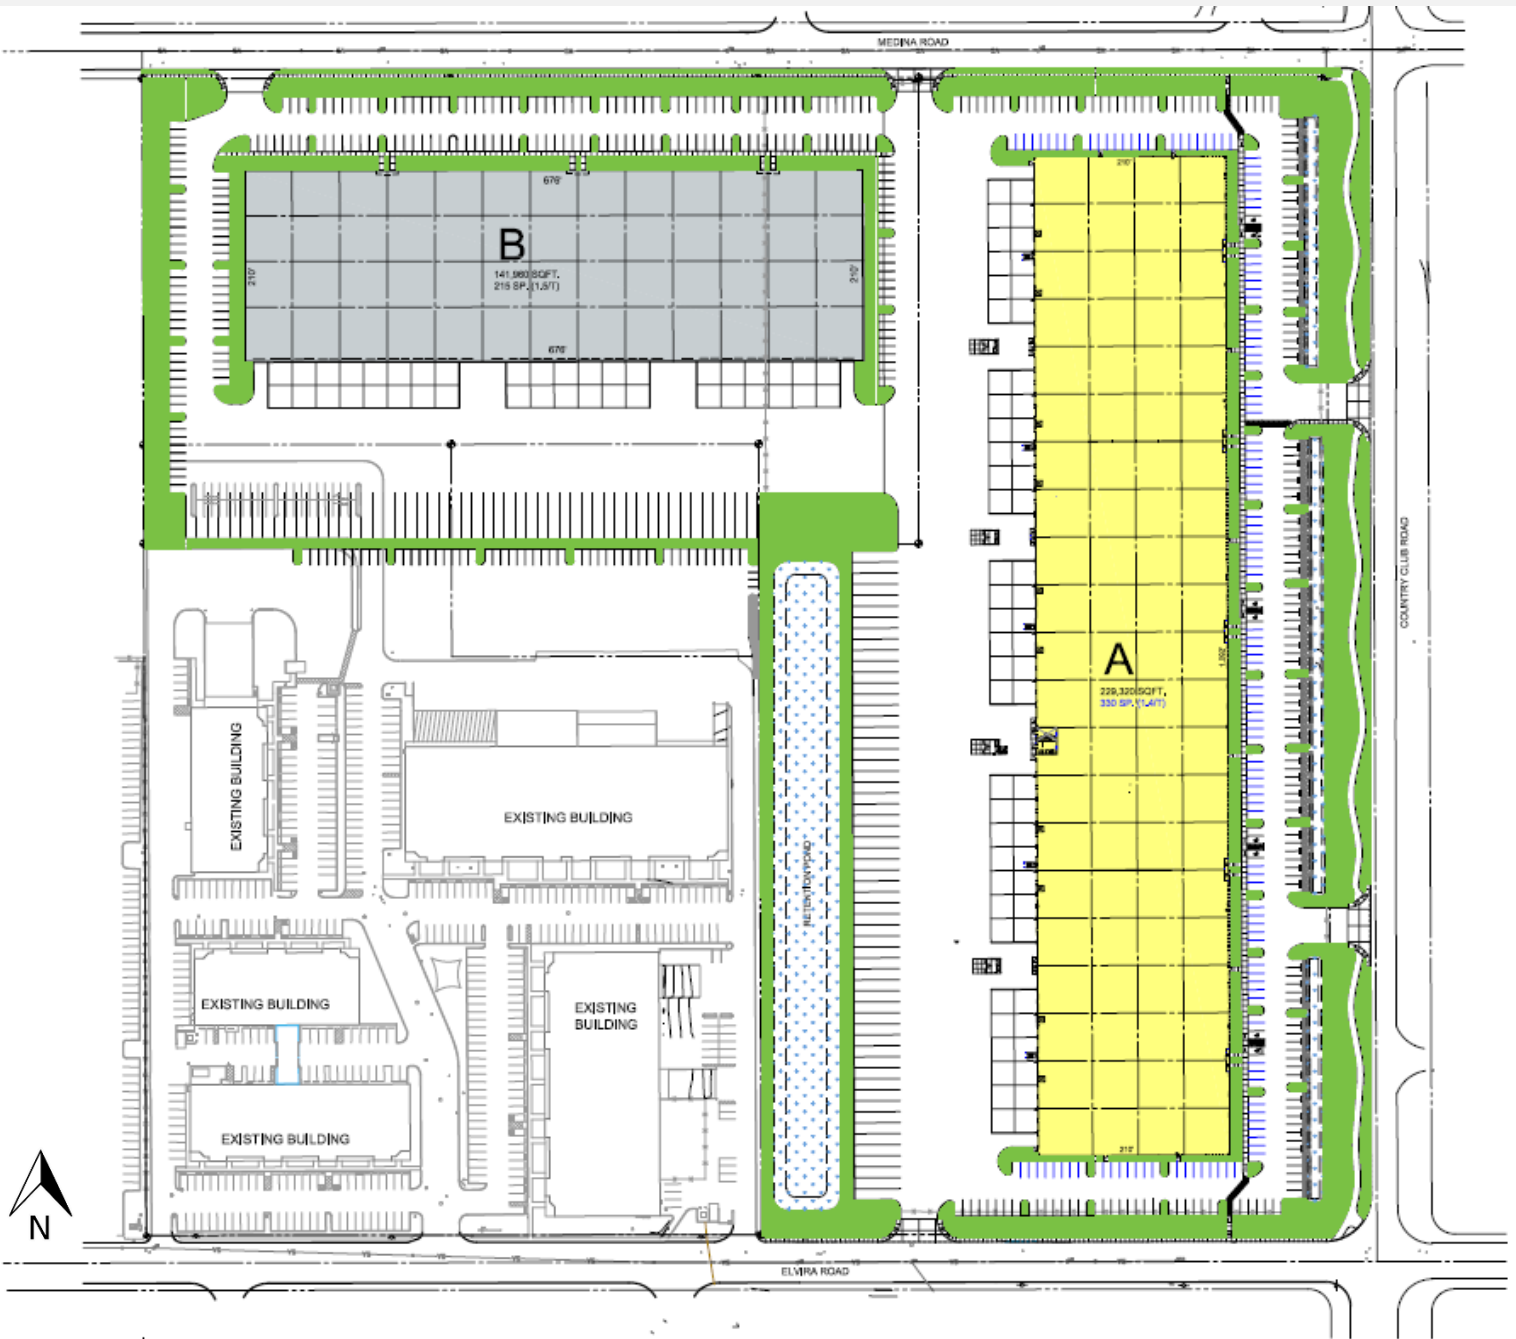 MEDINA ROAD
210'
676'
B
141,960 SQFT.
215 SP. (1.5/T)
210'
210'
676'
COUNTRY CLUB ROAD
A
229,320 SQFT.
330 SP. (1.4/T)
EXISTING BUILDING
EXISTING BUILDING
RETENTION POND
EXISTING BUILDING
EXISTING
BUILDING
EXISTING BUILDING
210'
N
ELVIRA ROAD